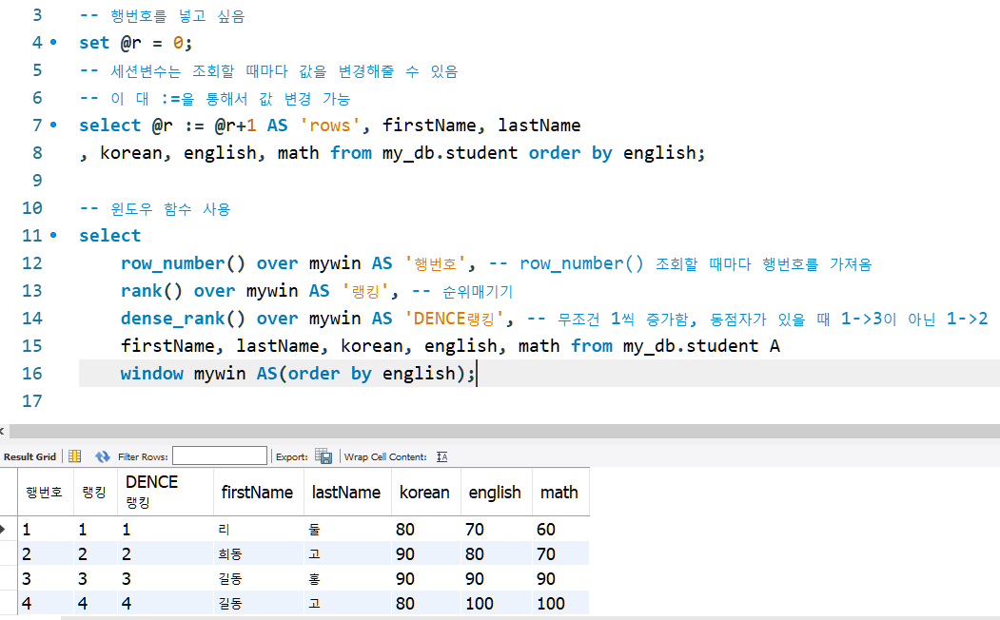 3 -- 행번호를 넣고 싶음
4 set @r = 0;
5 -- 세션변수는 조회할 때마다 값을 변경해줄 수 있음
6 -- 이 대 :=을 통해서 값 변경 가능
7 select @r := @r+1 AS 'rows', firstName, lastName
8 , korean, english, math from my_db.student order by english;
9
10 -- 윈도우 함수 사용
11 select
12 row_number() over mywin AS '행번호', -- row_number() 조회할 때마다 행번호를 가져옴
13 rank() over mywin AS '랭킹', -- 순위매기기
14 dense_rank() over mywin AS 'DENCE랭킹', -- 무조건 1씩 증가함, 동점자가 있을 때 1->3이 아닌 1->2
15 firstName, lastName, korean, english, math from my_db.student A
16 window mywin AS(order by english);
17
Result Grid Filter Rows: Export: Wrap Cell Content: IA
행번호 랭킹 DENCE랭킹 firstName lastName korean english math
1 1 1 리 둘 80 70 60
2 2 2 희동 고 90 80 70
3 3 3 길동 홍 90 90 90
4 4 4 길동 고 80 100 100